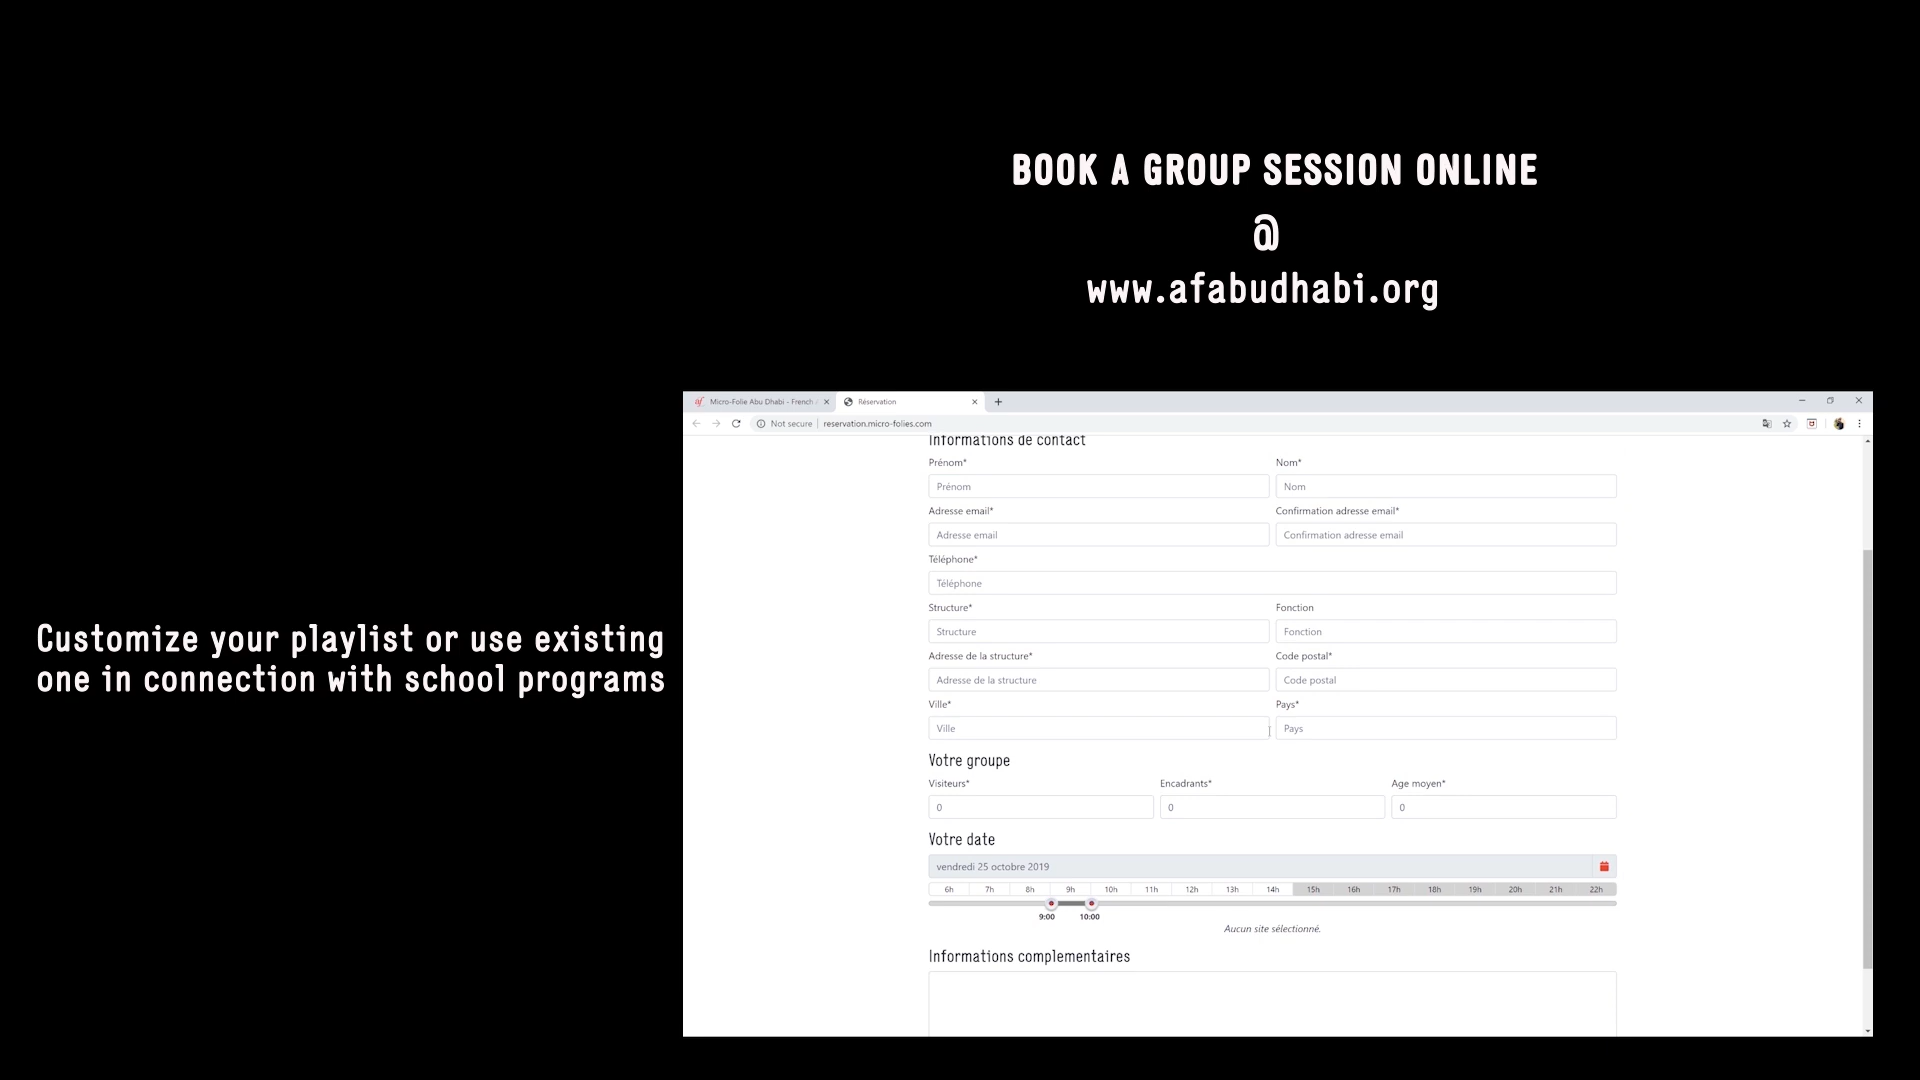 BOOK A GROUP SESSION ONLINE
@
www.afabudhabi.org
Customize your playlist or use existing
one in connection with school programs
Micro-Folie Abu Dhabi - French
Réservation
Not secure | reservation.micro-folies.com
Informations de contact
Prénom* Nom*
Prénom Nom
Adresse email* Confirmation adresse email*
Adresse email Confirmation adresse email
Téléphone*
Téléphone
Structure* Fonction
Structure Fonction
Adresse de la structure* Code postal*
Adresse de la structure Code postal
Ville* Pays*
Ville Pays
Votre groupe
Visiteurs* Encadrants* Age moyen*
0 0 0
Votre date
vendredi 25 octobre 2019
6h 7h 8h 9h 10h 11h 12h 13h 14h 15h 16h 17h 18h 19h 20h 21h 22h
9:00 10:00
Aucun site sélectionné.
Informations complementaires